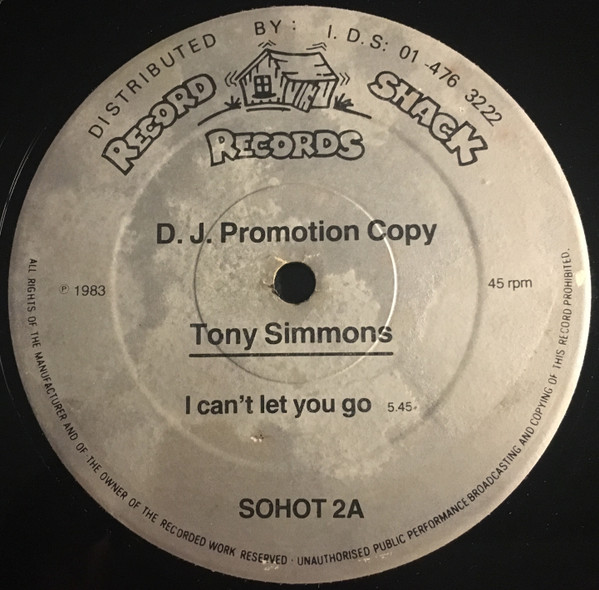 DISTRIBUTED BY: I.D.S: 01-476 3222
RECORD SHACK
RECORDS
D. J. Promotion Copy
℗ 1983
45 rpm
Tony Simmons
I can't let you go 5.45
SOHOT 2A
ALL RIGHTS OF THE MANUFACTURER AND OF THE OWNER OF THE RECORDED WORK RESERVED · UNAUTHORISED PUBLIC PERFORMANCE BROADCASTING AND COPYING OF THIS RECORD PROHIBITED.